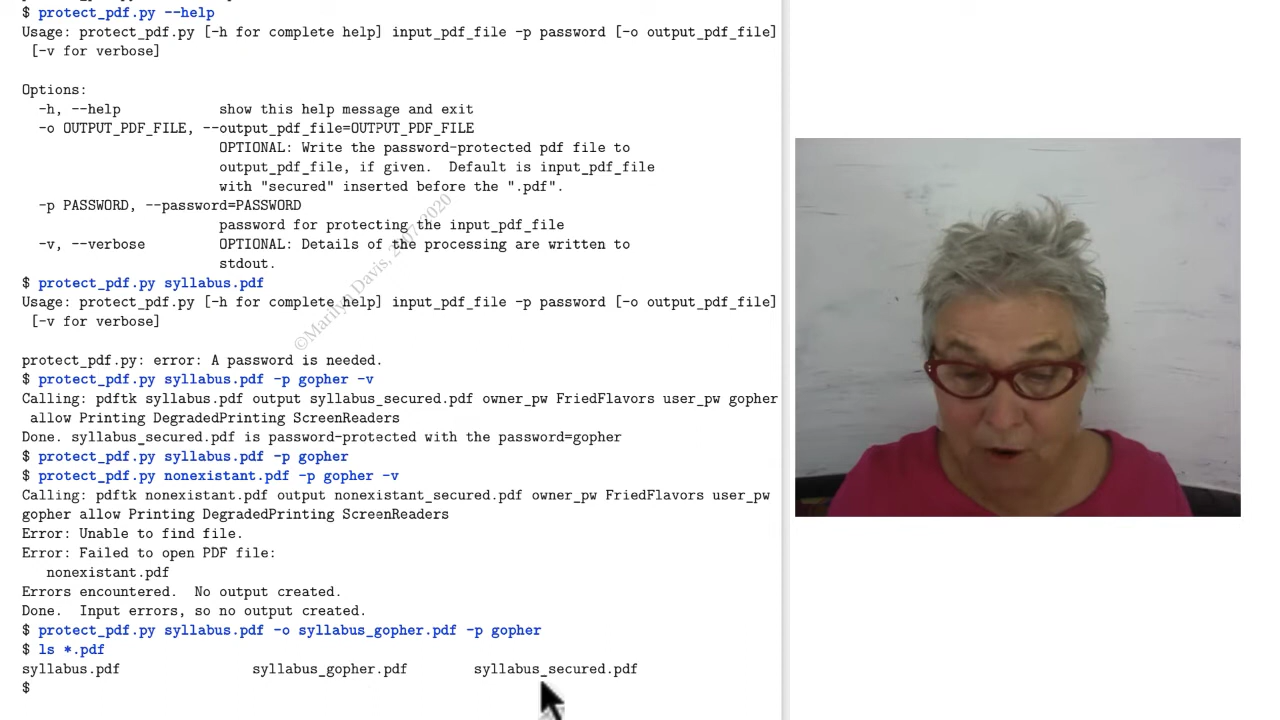 $ protect_pdf.py --help
Usage: protect_pdf.py [-h for complete help] input_pdf_file -p password [-o output_pdf_file]
[-v for verbose]
Options:
-h, --help show this help message and exit
-o OUTPUT_PDF_FILE, --output_pdf_file=OUTPUT_PDF_FILE
OPTIONAL: Write the password-protected pdf file to
output_pdf_file, if given. Default is input_pdf_file
with "secured" inserted before the ".pdf".
-p PASSWORD, --password=PASSWORD
password for protecting the input_pdf_file
-v, --verbose OPTIONAL: Details of the processing are written to
stdout.
$ protect_pdf.py syllabus.pdf
Usage: protect_pdf.py [-h for complete help] input_pdf_file -p password [-o output_pdf_file]
[-v for verbose]
©Marilyn Davis, 2007-2020
protect_pdf.py: error: A password is needed.
$ protect_pdf.py syllabus.pdf -p gopher -v
Calling: pdftk syllabus.pdf output syllabus_secured.pdf owner_pw FriedFlavors user_pw gopher
allow Printing DegradedPrinting ScreenReaders
Done. syllabus_secured.pdf is password-protected with the password=gopher
$ protect_pdf.py syllabus.pdf -p gopher
$ protect_pdf.py nonexistant.pdf -p gopher -v
Calling: pdftk nonexistant.pdf output nonexistant_secured.pdf owner_pw FriedFlavors user_pw
gopher allow Printing DegradedPrinting ScreenReaders
Error: Unable to find file.
Error: Failed to open PDF file:
nonexistant.pdf
Errors encountered. No output created.
Done. Input errors, so no output created.
$ protect_pdf.py syllabus.pdf -o syllabus_gopher.pdf -p gopher
$ ls *.pdf
syllabus.pdf syllabus_gopher.pdf syllabus_secured.pdf
$